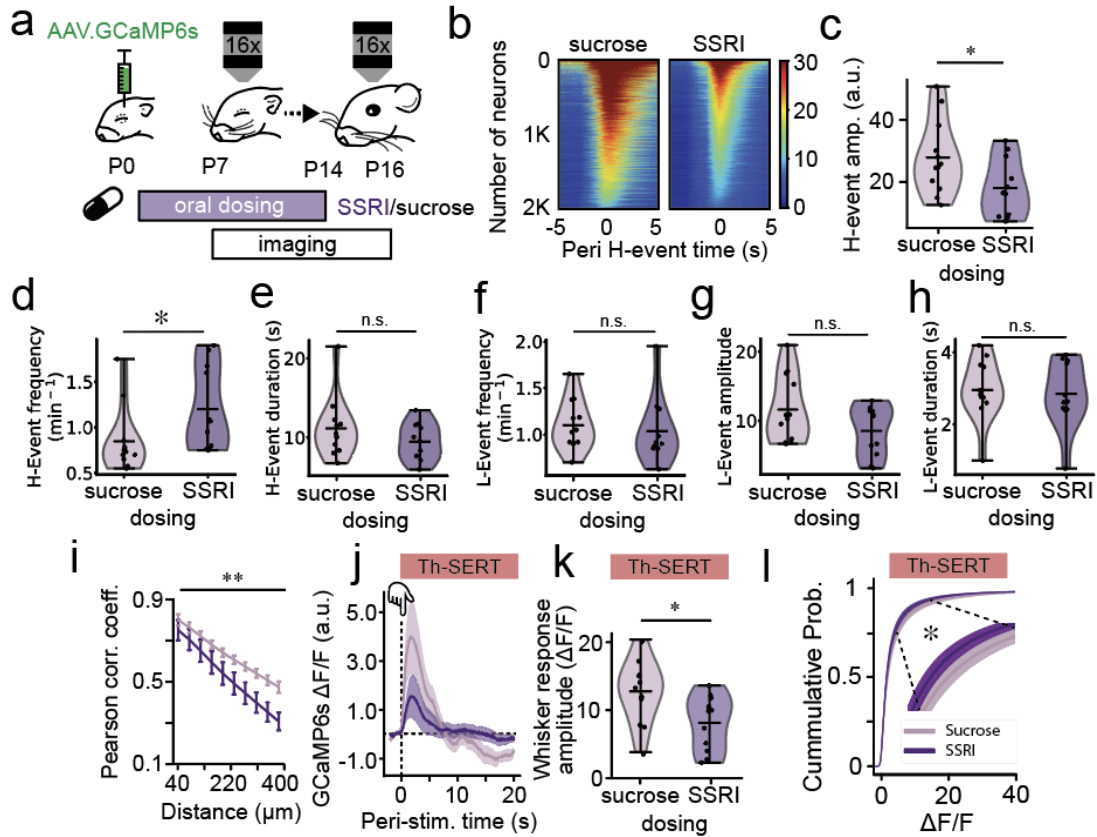 a
AAV.GCaMP6s
16x
16x
P0
P7
P14
P16
oral dosing
SSRI/sucrose
imaging
b
sucrose
SSRI
Number of neurons
0
1K
2K
-5
0
5
0
5
Peri H-event time (s)
30
20
10
0
c
*
H-event amp. (a.u.)
40
20
sucrose
SSRI
dosing
d
*
H-Event frequency
(min⁻¹)
1.5
1.0
0.5
sucrose
SSRI
dosing
e
n.s.
H-Event duration (s)
20
10
sucrose
SSRI
dosing
f
n.s.
L-Event frequency
(min⁻¹)
2.0
1.5
1.0
sucrose
SSRI
dosing
g
n.s.
L-Event amplitude
20
10
sucrose
SSRI
dosing
h
n.s.
L-Event duration (s)
4
2
sucrose
SSRI
dosing
i
**
Pearson corr. coeff.
0.9
0.5
0.1
40
220
400
Distance (μm)
j
Th-SERT
GCaMP6s ΔF/F (a.u.)
5.0
3.0
1.0
-1.0
0
10
20
Peri-stim. time (s)
k
Th-SERT
*
Whisker response
amplitude (ΔF/F)
20
10
0
sucrose
SSRI
dosing
l
Th-SERT
Cummulative Prob.
1
0.5
0
*
Sucrose
SSRI
0
20
40
ΔF/F